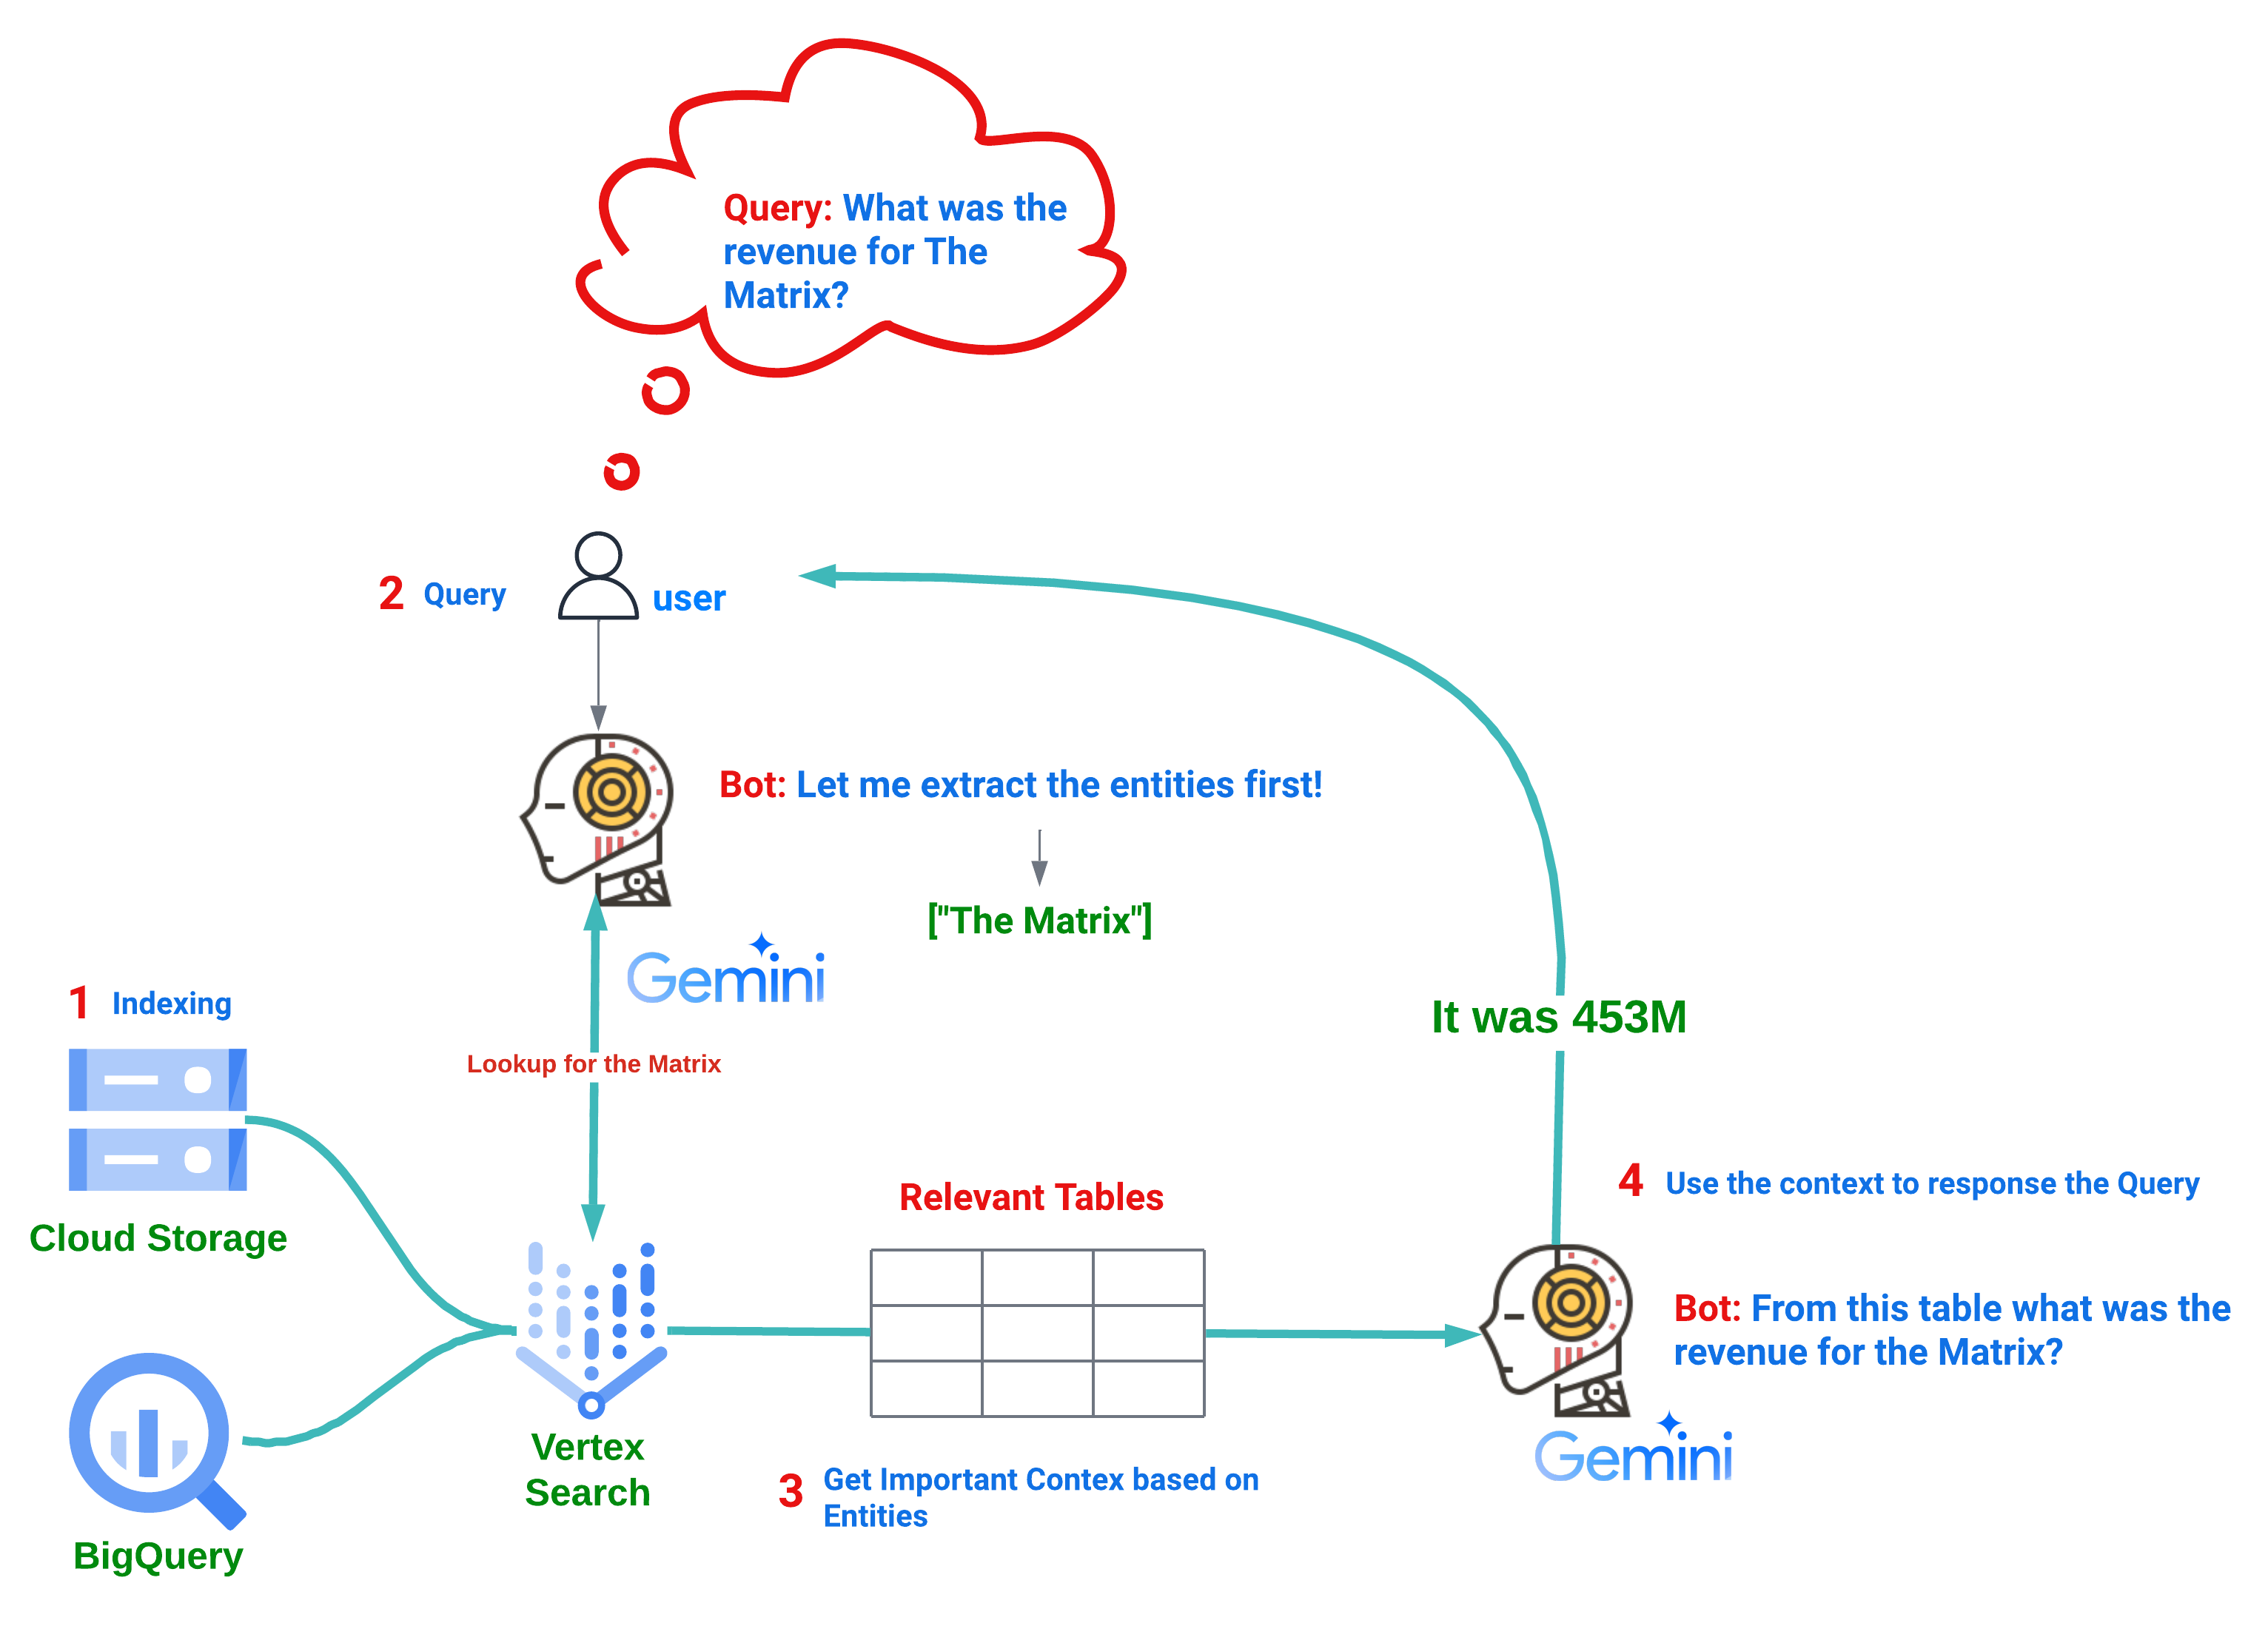 Query: What was the
revenue for The
Matrix?
2 Query
user
Bot: Let me extract the entities first!
["The Matrix"]
Gemini
1 Indexing
Lookup for the Matrix
It was 453M
Cloud Storage
Relevant Tables
4 Use the context to response the Query
Bot: From this table what was the
revenue for the Matrix?
Gemini
Vertex
Search
3 Get Important Contex based on
Entities
BigQuery